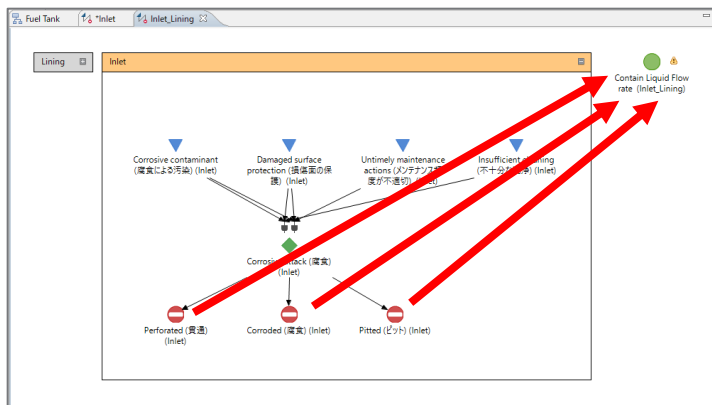 Fuel Tank
*Inlet
Inlet_Lining
Lining
Inlet
Contain Liquid Flow
rate (Inlet_Lining)
Corrosive contaminant
(腐食による汚染) (Inlet)
Damaged surface
protection (損傷面の保
護) (Inlet)
Untimely maintenance
actions (メンテナンス
度が不適切)
Insufficient
(不十分な (Inlet)
Corrosive (腐食)
(Inlet)
Perforated (貫通)
(Inlet)
Corroded (腐食) (Inlet)
Pitted (ピット) (Inlet)